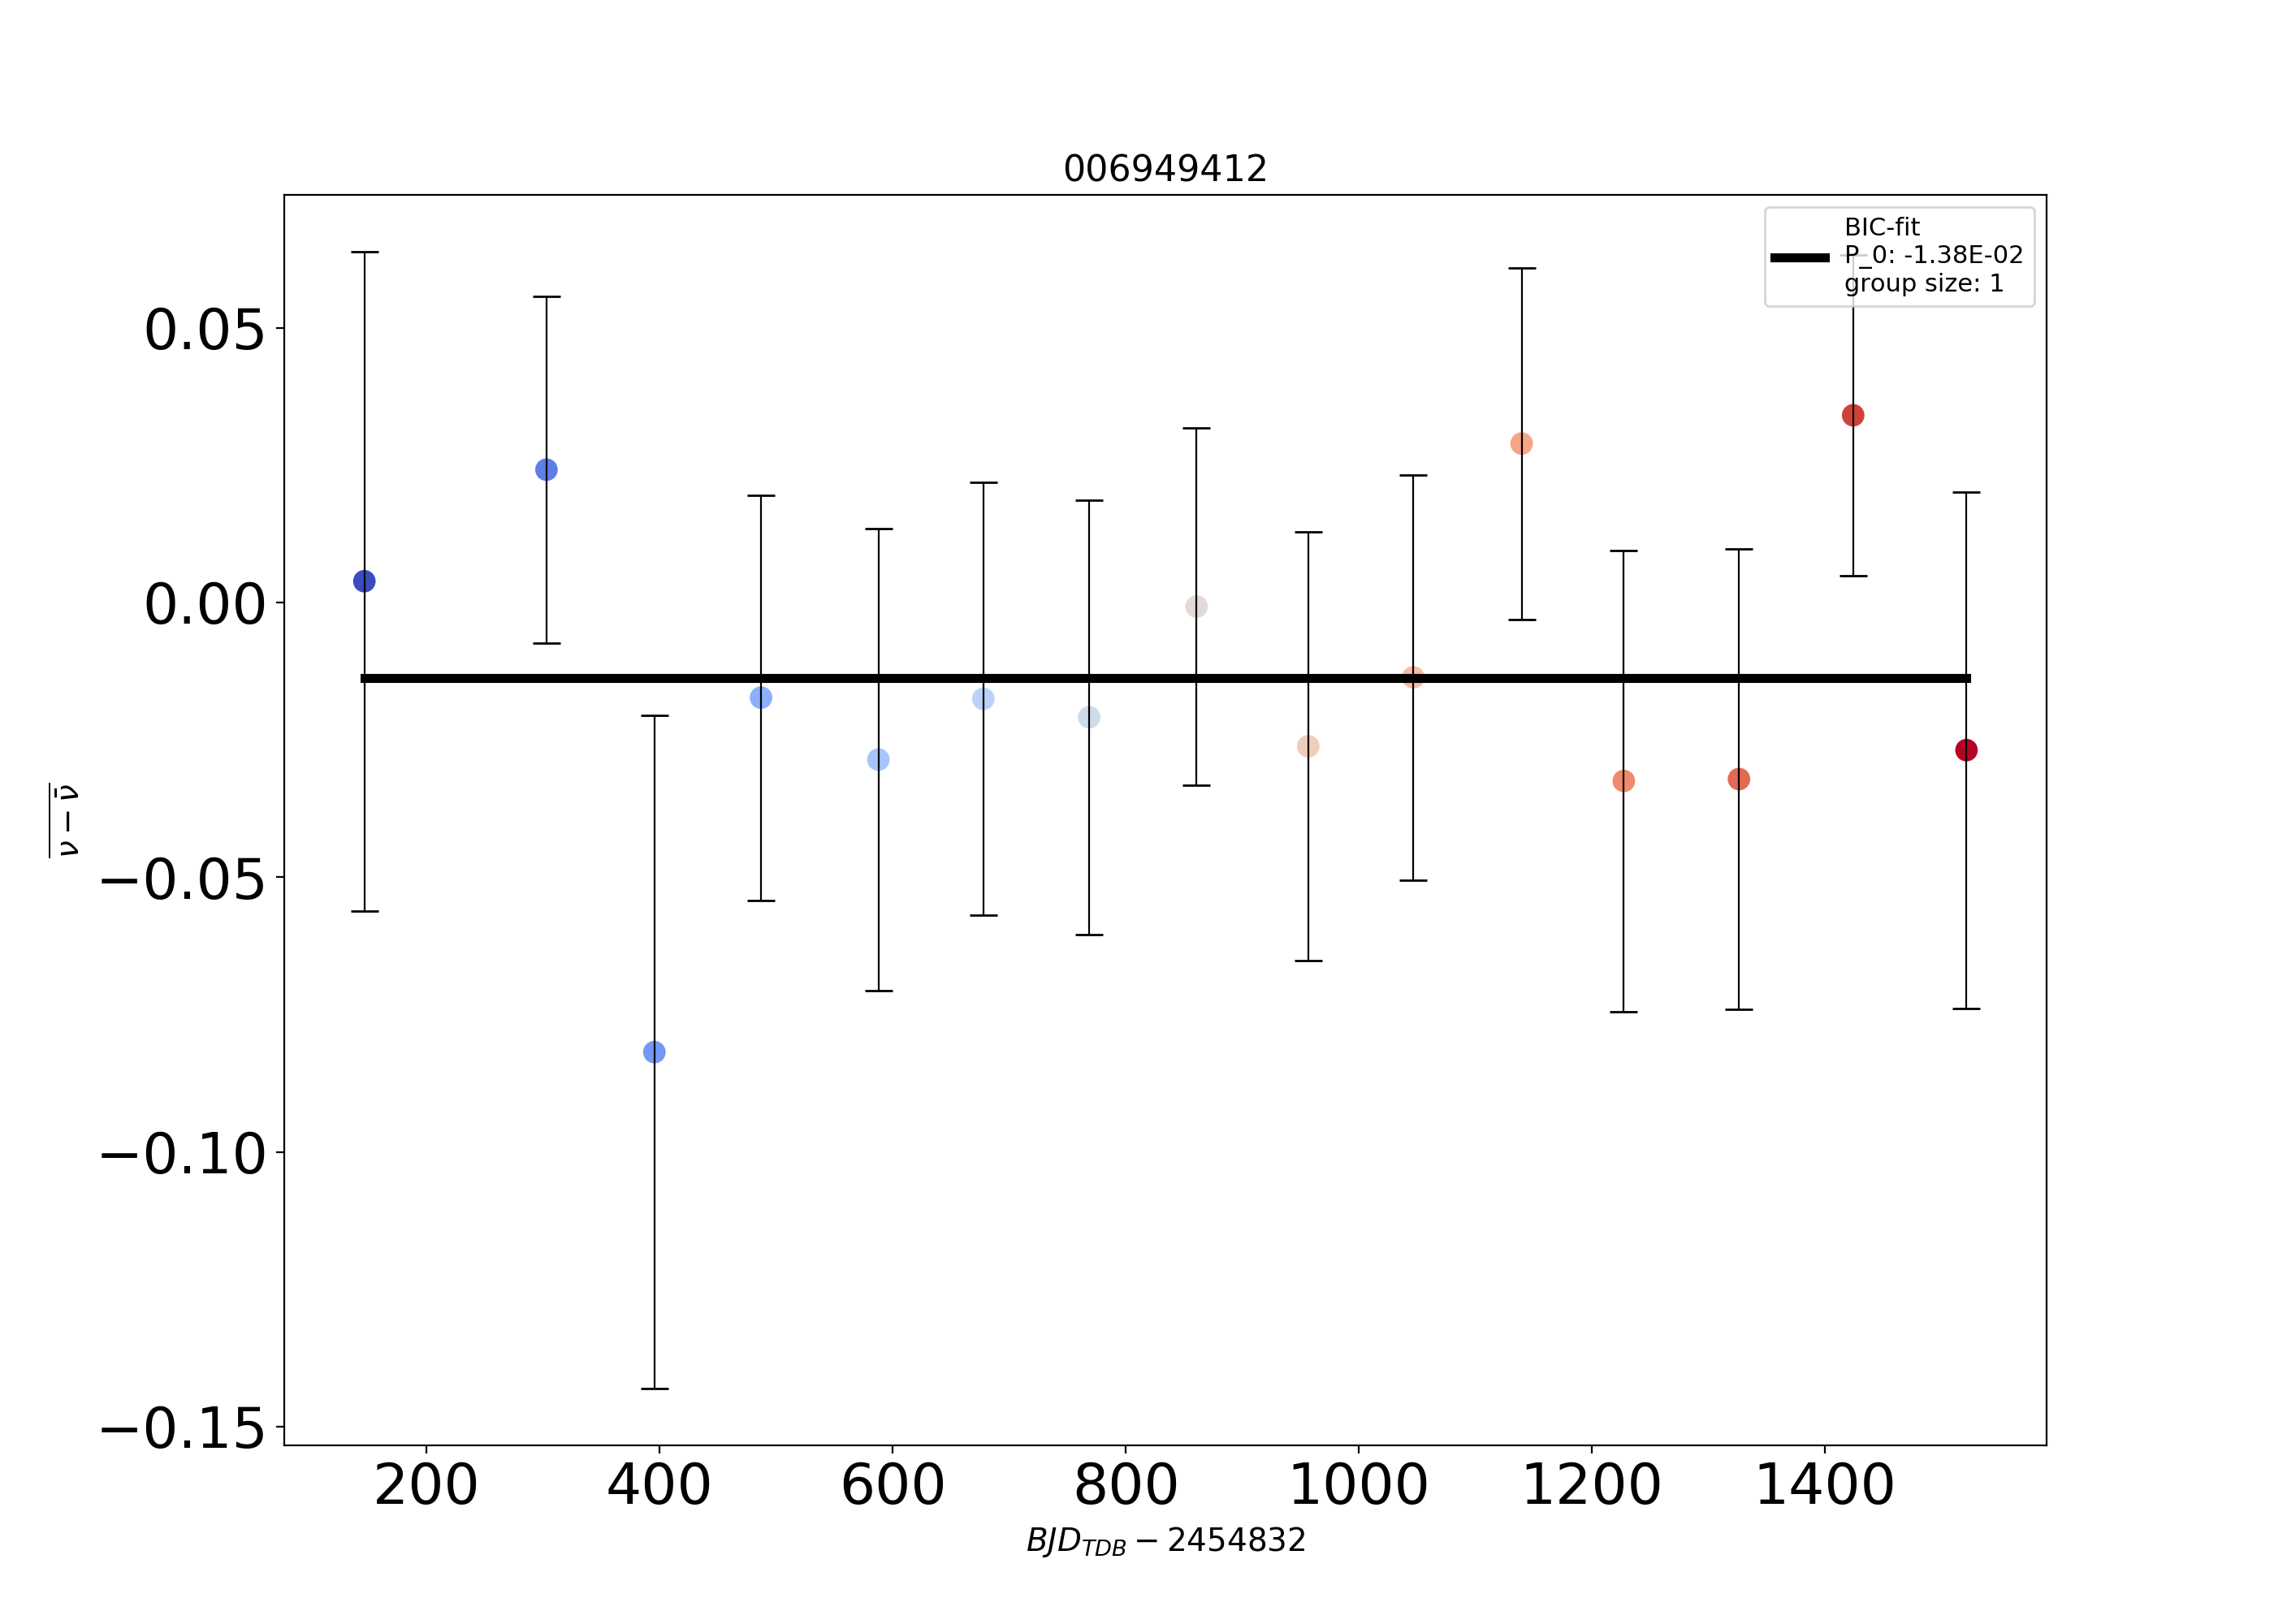 006949412
BIC-fit
P_0: -1.38E-02
group size: 1
0.05
0.00
−0.05
−0.10
−0.15
ν − ν̄
200 400 600 800 1000 1200 1400
BJD_TDB − 2454832